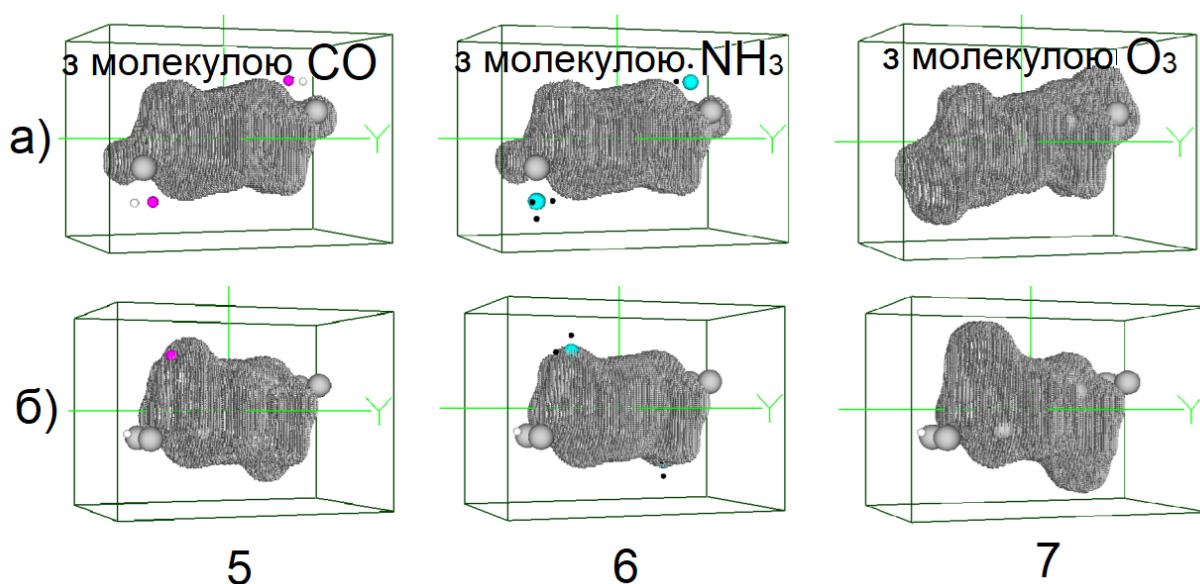 з молекулою CO
з молекулою NH₃
з молекулою O₃
а) Y Y Y
б) Y Y Y
5 6 7